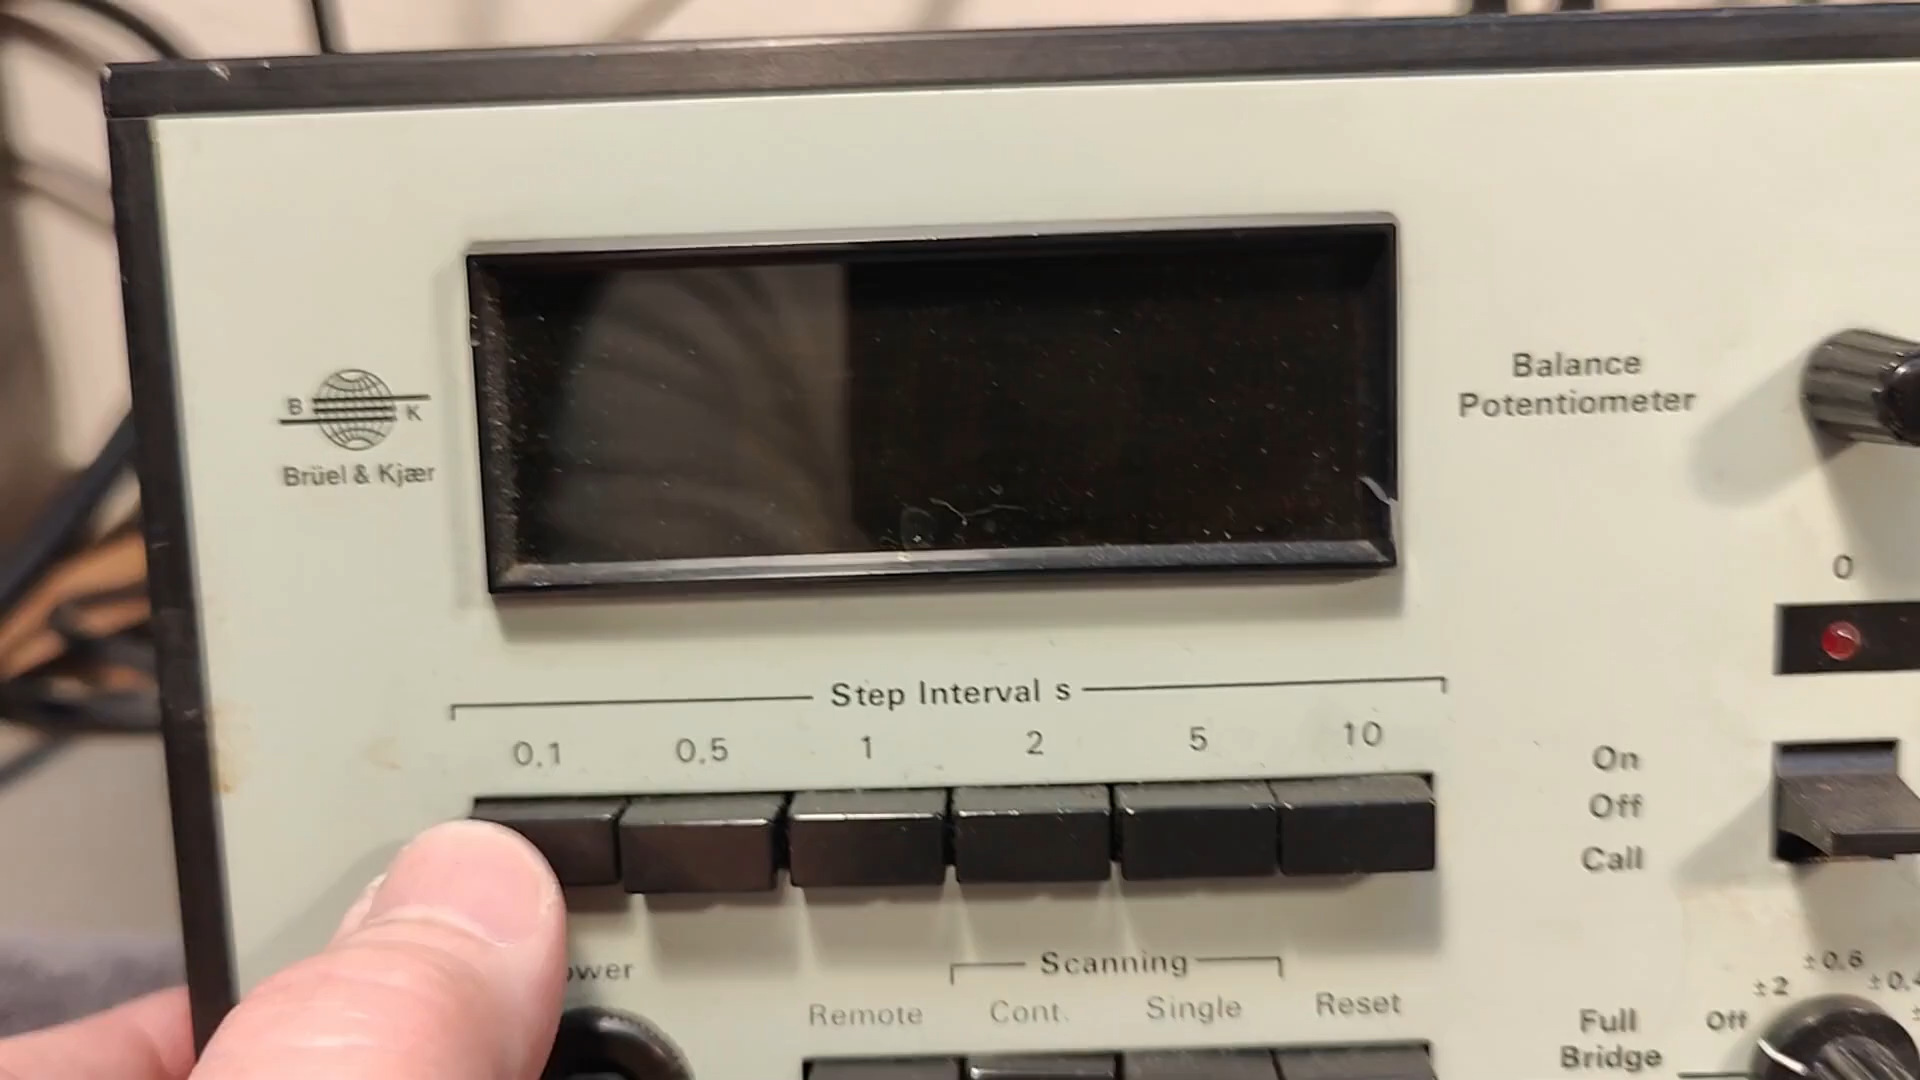 B K
Brüel & Kjær
Balance
Potentiometer
0
Step Interval s
0,1 0,5 1 2 5 10
On
Off
Call
Scanning
Remote Cont. Single Reset
±2 ±0,6
Off
Full
Bridge